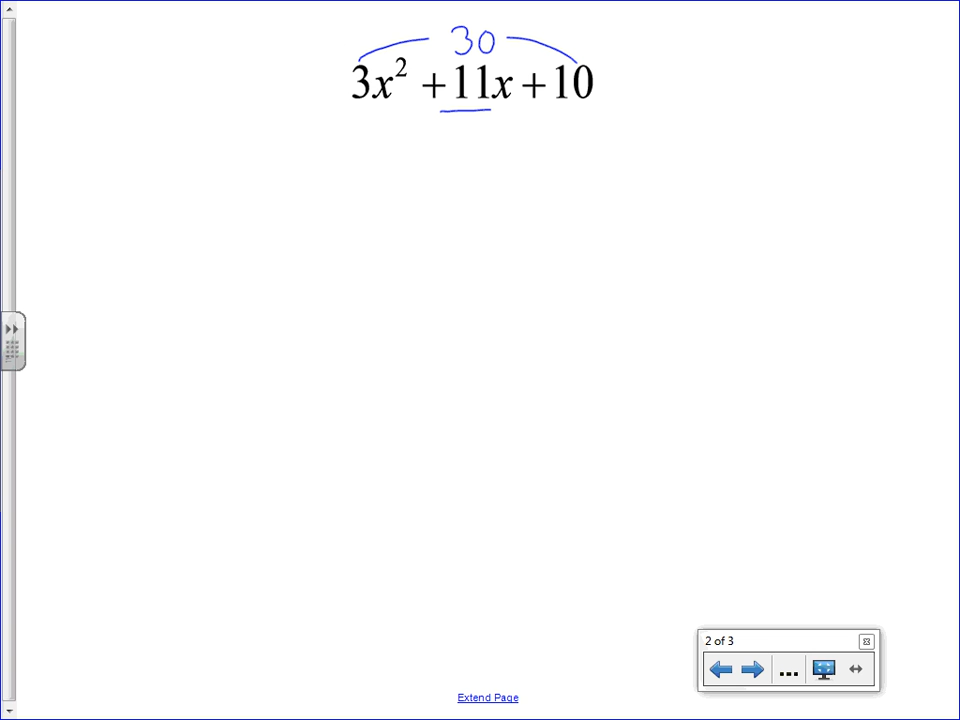 30
3x² +11x+10
2 of 3
...
Extend Page